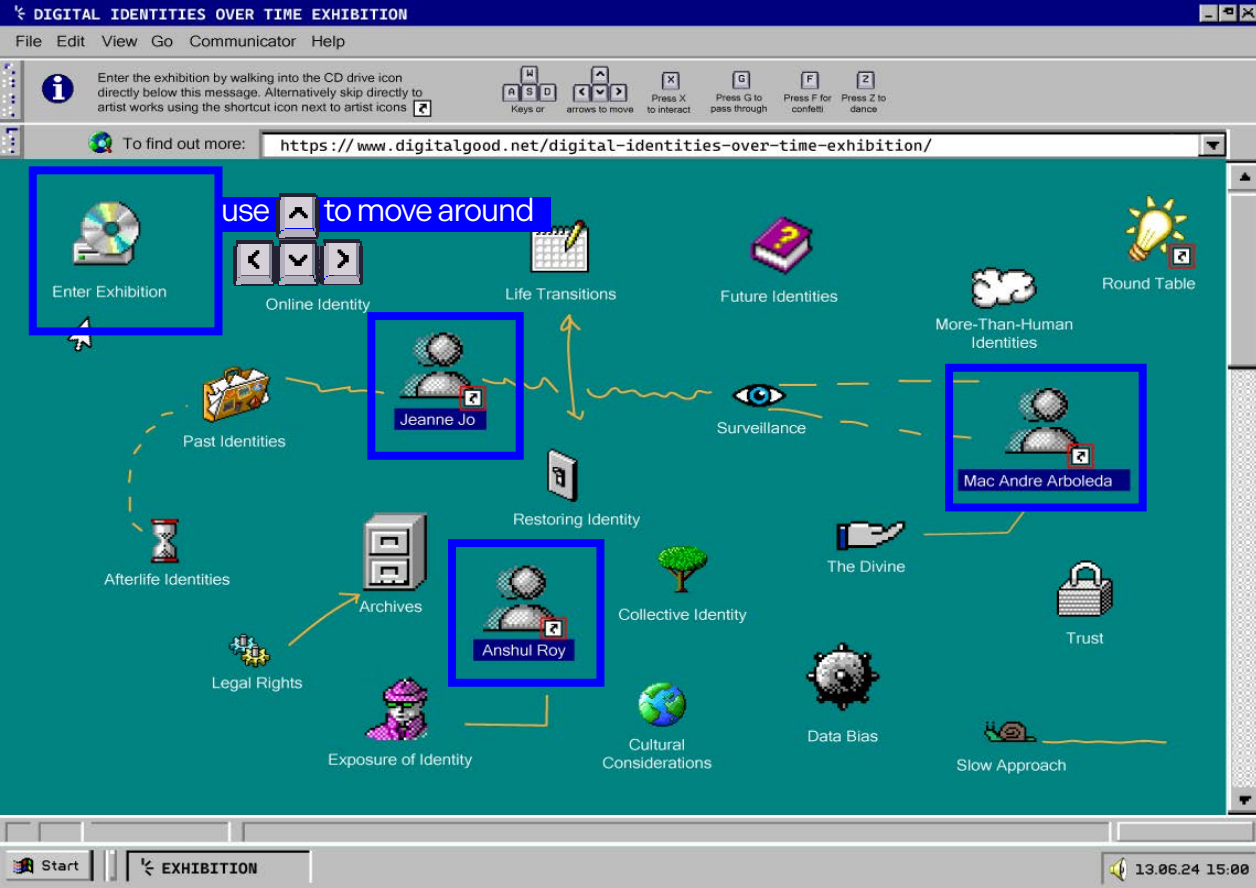 DIGITAL IDENTITIES OVER TIME EXHIBITION
File Edit View Go Communicator Help
Enter the exhibition by walking into the CD drive icon
directly below this message. Alternatively skip directly to
artist works using the shortcut icon next to artist icons
W
A S D
Keys or
arrows to move
X
Press X
to interact
G
Press G to
pass through
F
Press F for
confetti
Z
Press Z to
dance
To find out more:
https://www.digitalgood.net/digital-identities-over-time-exhibition/
Enter Exhibition
use to move around
Online Identity
Life Transitions
Future Identities
More-Than-Human
Identities
Round Table
Past Identities
Jeanne Jo
Surveillance
Mac Andre Arboleda
Restoring Identity
Afterlife Identities
Archives
Anshul Roy
Collective Identity
The Divine
Trust
Legal Rights
Exposure of Identity
Cultural
Considerations
Data Bias
Slow Approach
Start
EXHIBITION
13.06.24 15:00